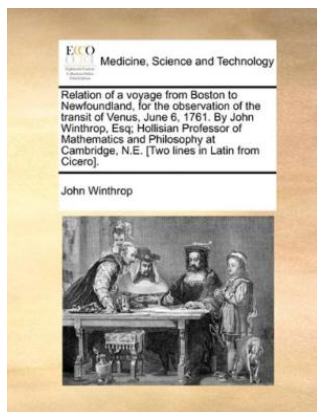 ECCO
Medicine, Science and Technology
Relation of a voyage from Boston to
Newfoundland, for the observation of the
transit of Venus, June 6, 1761. By John
Winthrop, Esq; Hollisian Professor of
Mathematics and Philosophy at
Cambridge, N.E. [Two lines in Latin from
Cicero].
John Winthrop